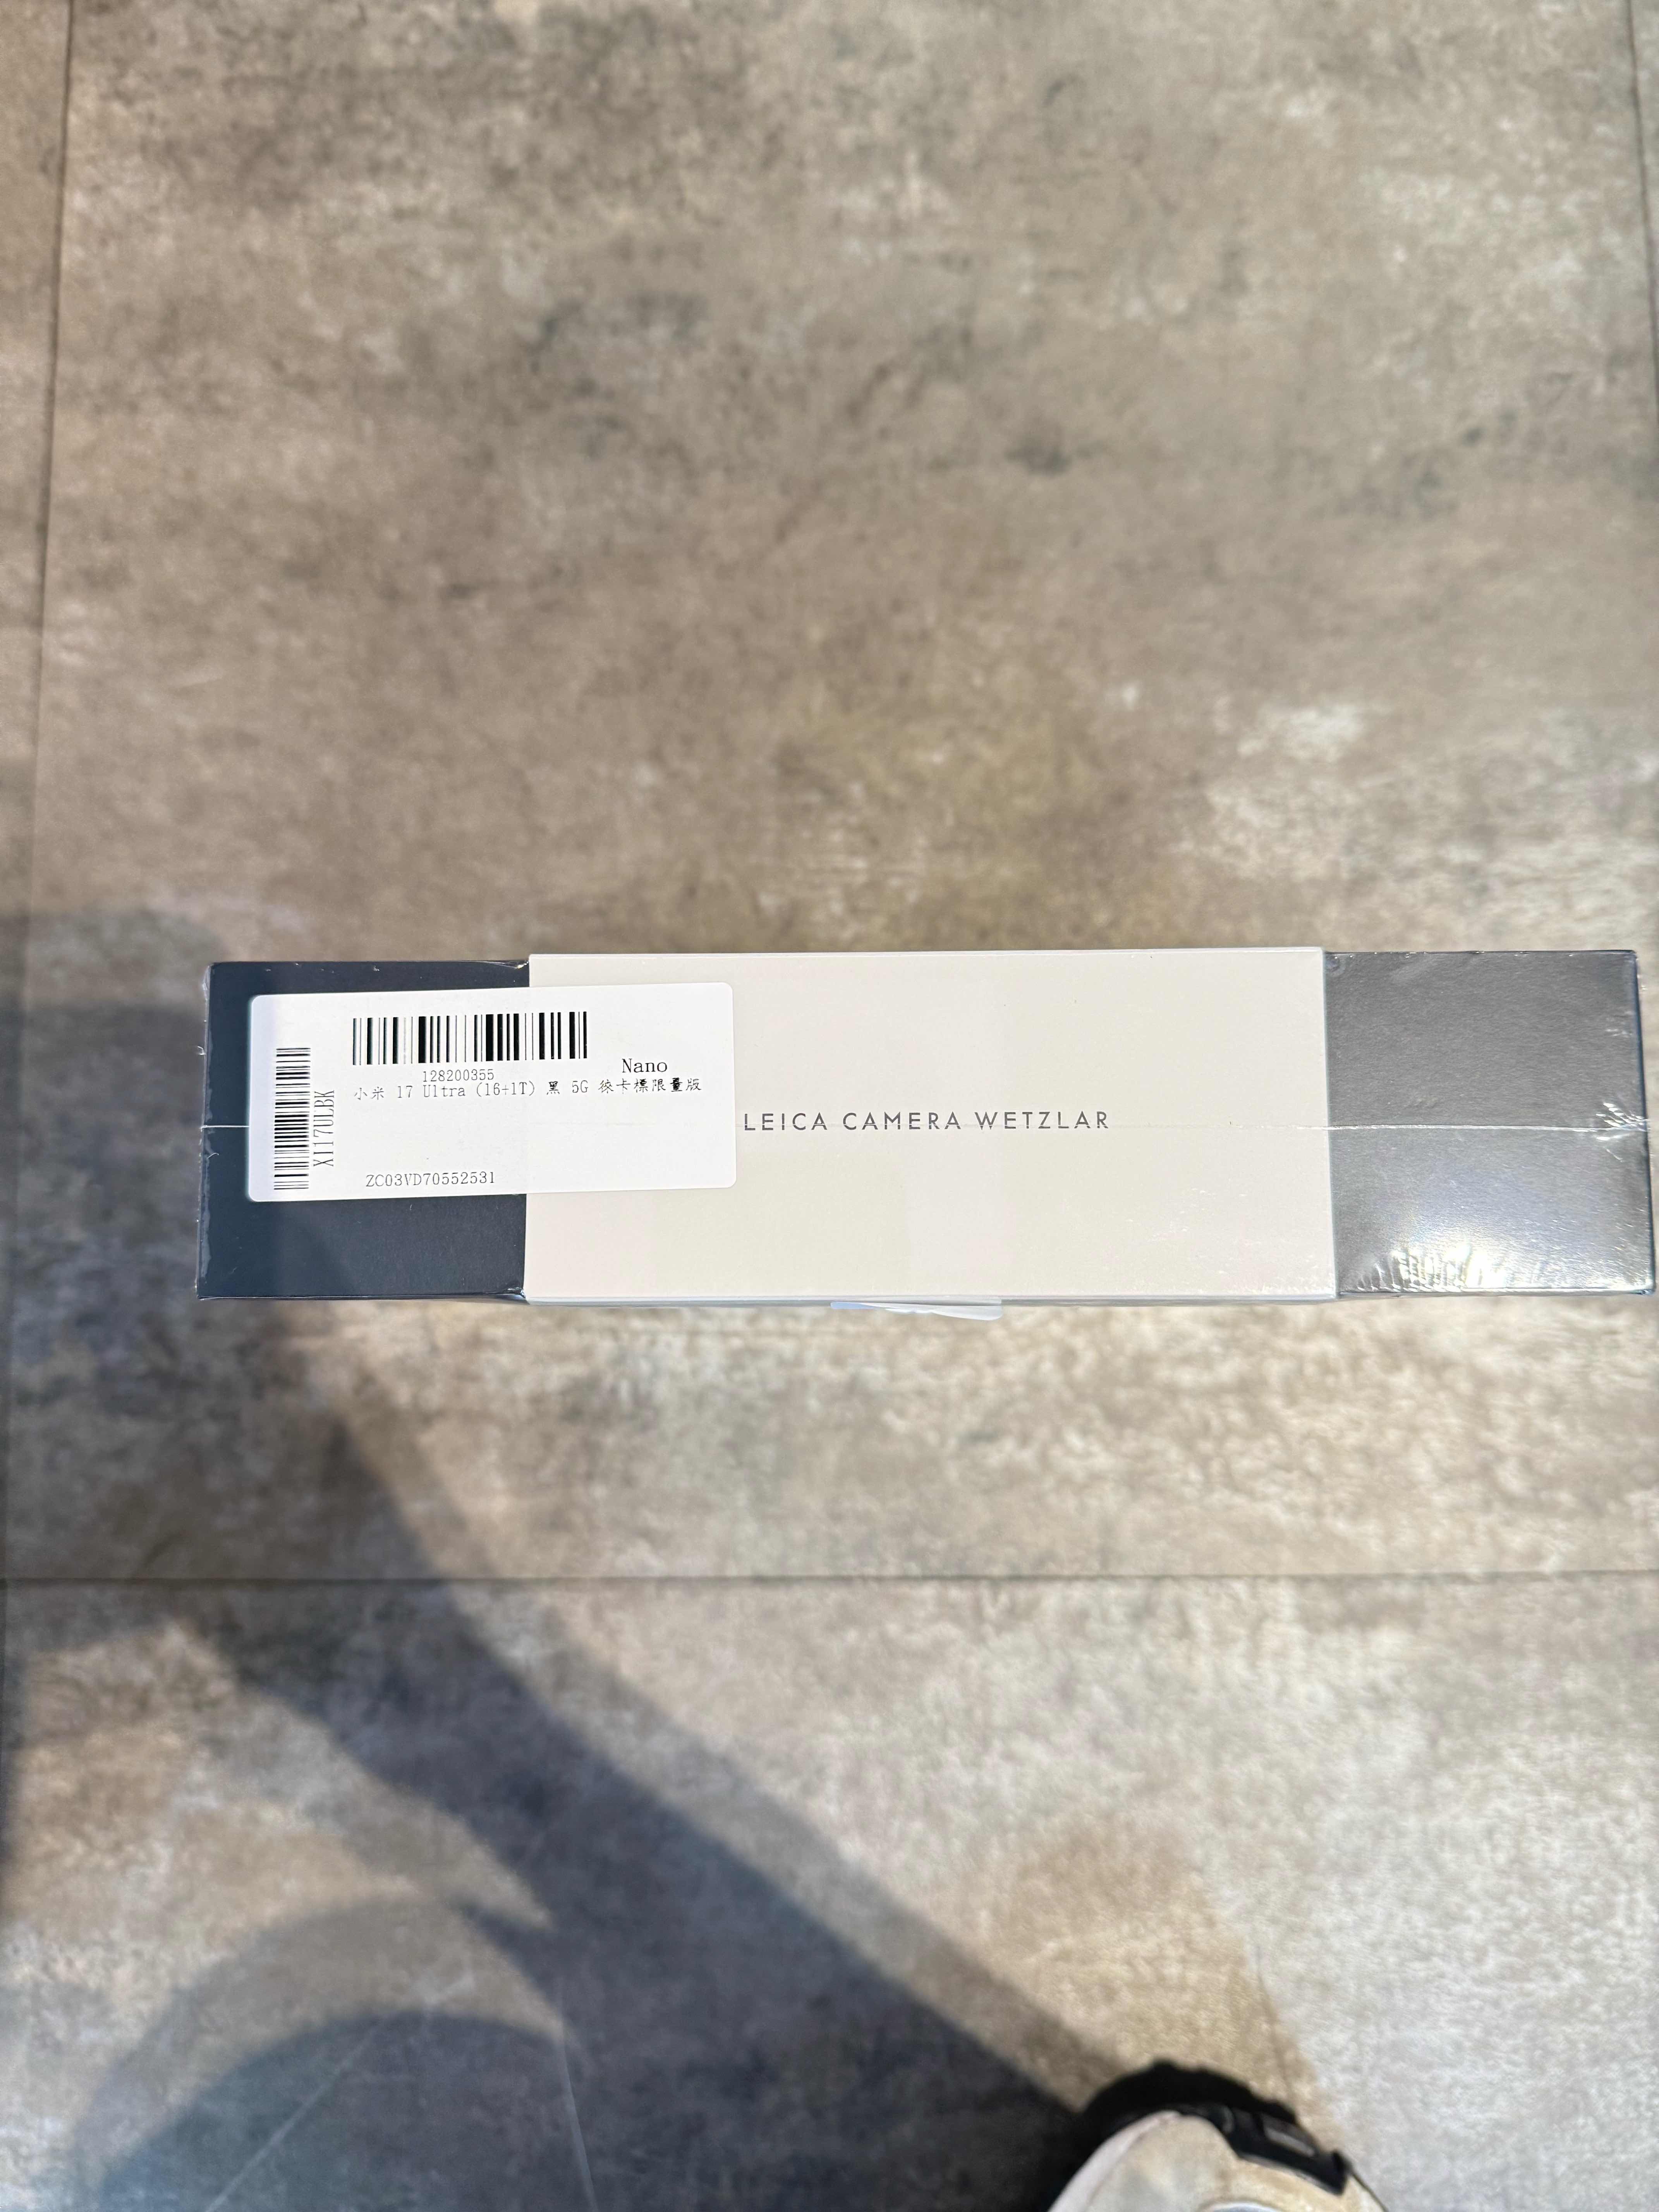 128200355
Nano
小米 17 Ultra (16+1T) 黑 5G 徠卡標限量版
XI17ULBK
ZC03VD70552531
LEICA CAMERA WETZLAR